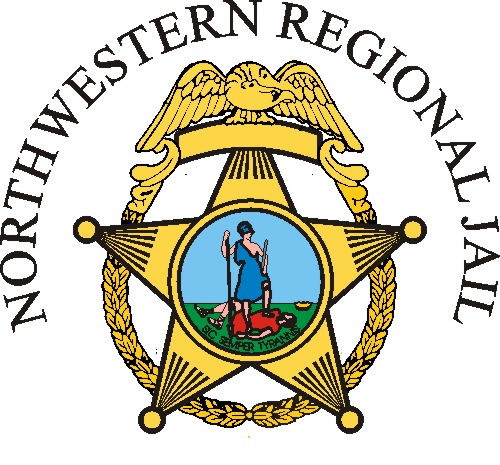 NORTHWESTERN REGIONAL JAIL
SIC SEMPER TYRANNIS